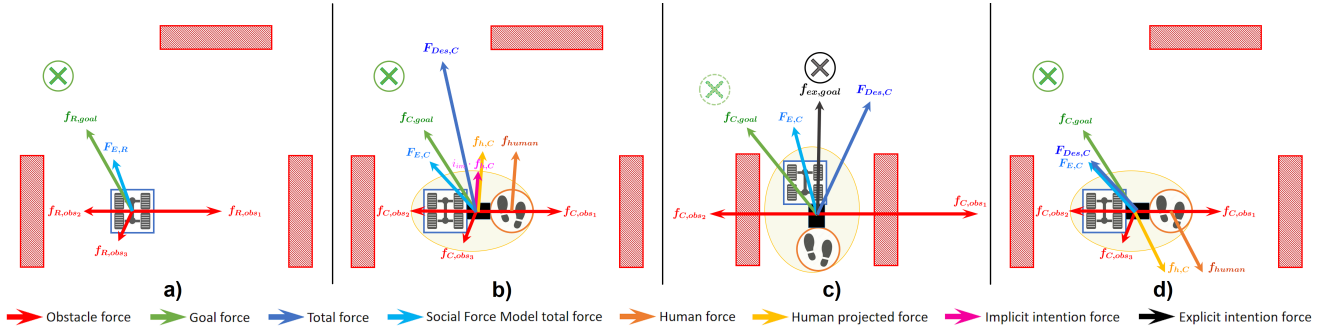 f_{R,goal}
F_{E,R}
f_{R,obs_2}
f_{R,obs_1}
f_{R,obs_3}
a)
F_{Des,C}
f_{C,goal}
F_{E,C}
f_{h,C}
f_{human}
f_{h,C}
f_{C,obs_2}
f_{C,obs_1}
f_{C,obs_3}
b)
f_{ex,goal}
F_{Des,C}
f_{C,goal}
F_{E,C}
f_{C,obs_1}
f_{C,obs_2}
c)
f_{C,goal}
F_{Des,C}
F_{E,C}
f_{C,obs_2}
f_{C,obs_1}
f_{C,obs_3}
f_{h,C}
f_{human}
d)
Obstacle force
Goal force
Total force
Social Force Model total force
Human force
Human projected force
Implicit intention force
Explicit intention force